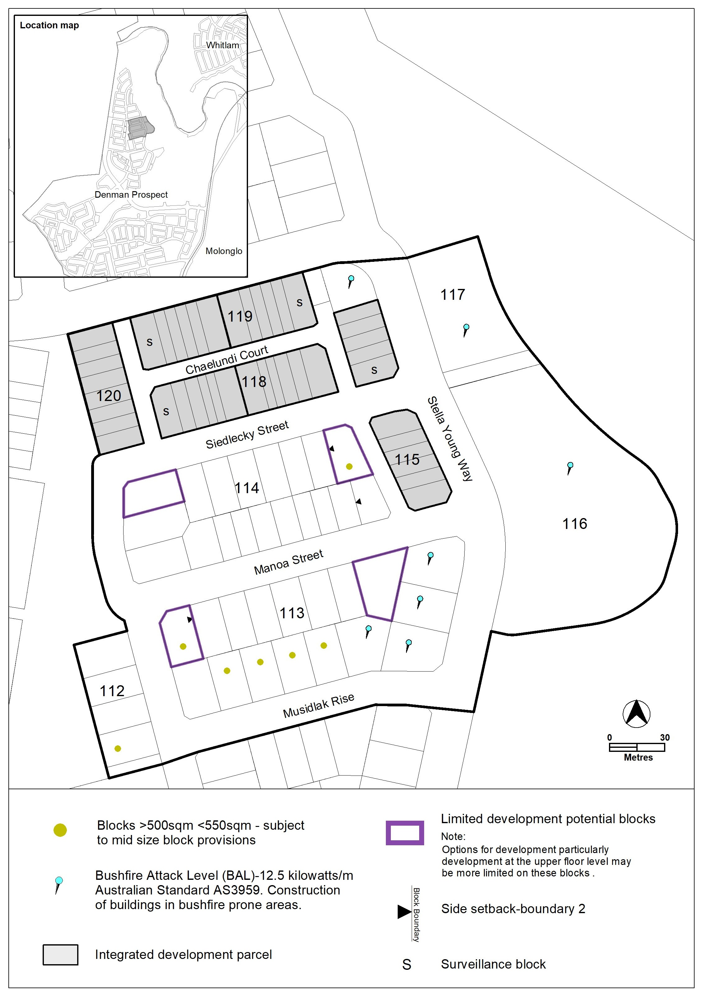 Location map
Whitlam
Denman Prospect
Molonglo
117
119
s
s
Chaelundi Court
118
s
s
120
Stella Young Way
Siedlecky Street
115
114
116
Manoa Street
113
112
Musidlak Rise
0 30
Metres
Blocks >500sqm <550sqm - subject
to mid size block provisions
Bushfire Attack Level (BAL)-12.5 kilowatts/m
Australian Standard AS3959. Construction
of buildings in bushfire prone areas.
Integrated development parcel
Limited development potential blocks
Note:
Options for development particularly
development at the upper floor level may
be more limited on these blocks .
Block Boundary
Side setback-boundary 2
S
Surveillance block